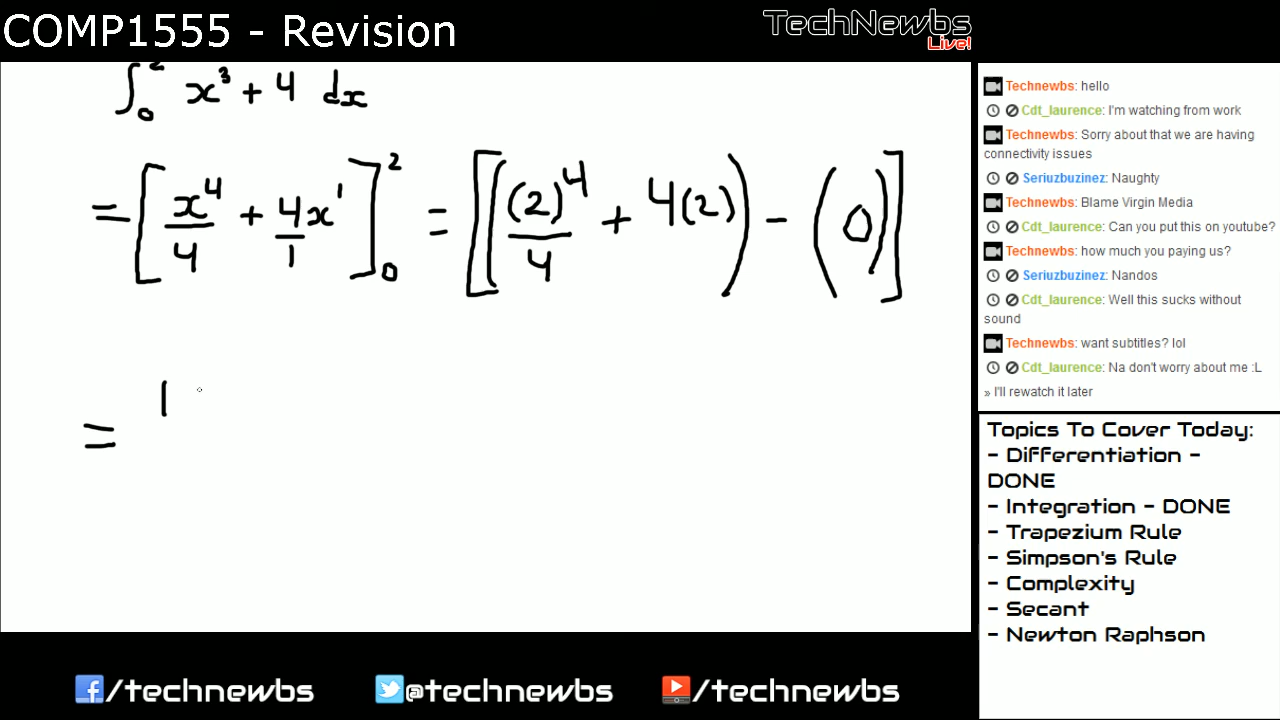 COMP1555 - Revision
TechNewbs
Live!
∫₀² x³ + 4 dx
= [x⁴/4 + 4/1 x¹]₀² = [((2)⁴/4 + 4(2)) - (0)]
= 1
Technewbs: hello
Cdt_laurence: I'm watching from work
Technewbs: Sorry about that we are having
connectivity issues
Seriuzbuzinez: Naughty
Technewbs: Blame Virgin Media
Cdt_laurence: Can you put this on youtube?
Technewbs: how much you paying us?
Seriuzbuzinez: Nandos
Cdt_laurence: Well this sucks without
sound
Technewbs: want subtitles? lol
Cdt_laurence: Na don't worry about me :L
» I'll rewatch it later
Topics To Cover Today:
- Differentiation -
DONE
- Integration - DONE
- Trapezium Rule
- Simpson's Rule
- Complexity
- Secant
- Newton Raphson
/technewbs @technewbs /technewbs